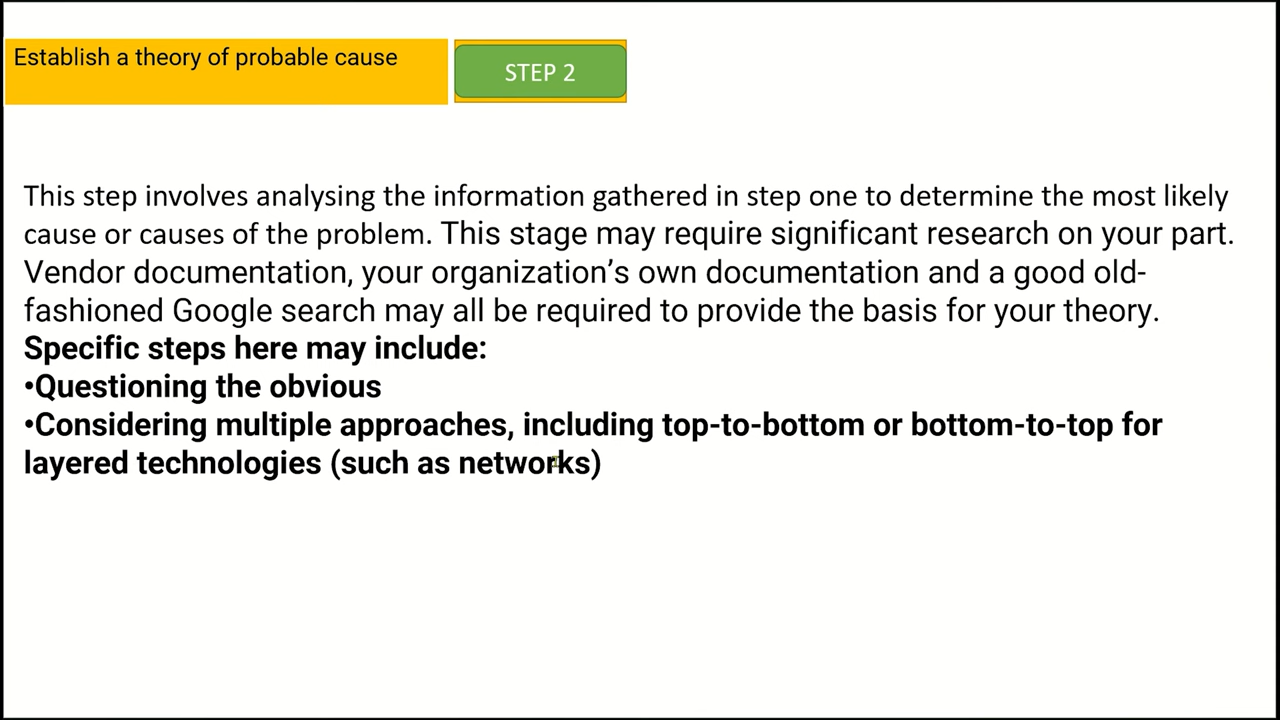 Establish a theory of probable cause
STEP 2
This step involves analysing the information gathered in step one to determine the most likely
cause or causes of the problem. This stage may require significant research on your part.
Vendor documentation, your organization’s own documentation and a good old-
fashioned Google search may all be required to provide the basis for your theory.
Specific steps here may include:
•Questioning the obvious
•Considering multiple approaches, including top-to-bottom or bottom-to-top for
layered technologies (such as networks)